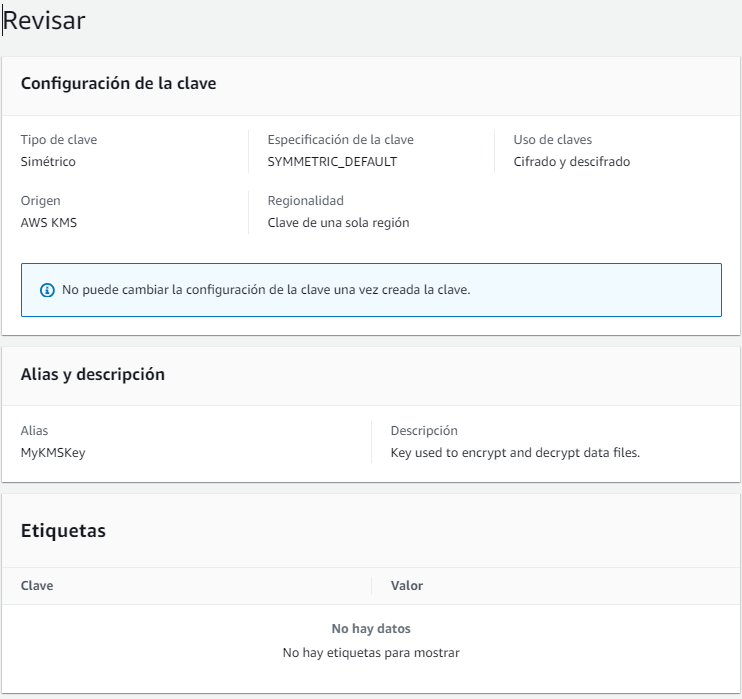 Revisar
Configuración de la clave
Tipo de clave
Simétrico
Especificación de la clave
SYMMETRIC_DEFAULT
Uso de claves
Cifrado y descifrado
Origen
AWS KMS
Regionalidad
Clave de una sola región
No puede cambiar la configuración de la clave una vez creada la clave.
Alias y descripción
Alias
MyKMSKey
Descripción
Key used to encrypt and decrypt data files.
Etiquetas
Clave
Valor
No hay datos
No hay etiquetas para mostrar